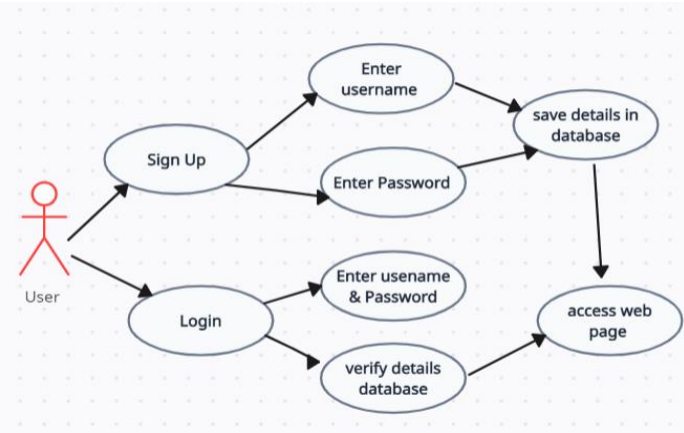 Enter
username
save details in
database
Sign Up
Enter Password
User
Enter usename
& Password
Login
access web
page
verify details
database